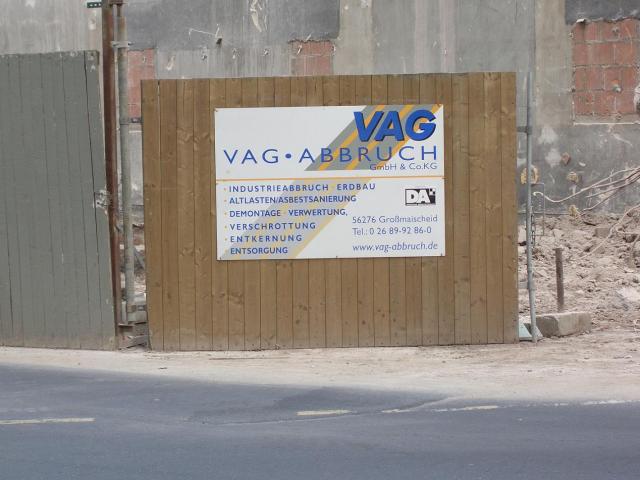 VAG
VAG • ABBRUCH
GmbH & Co.KG
• INDUSTRIEABBRUCH • ERDBAU
• ALTLASTEN/ASBESTSANIERUNG
• DEMONTAGE • VERWERTUNG,
• VERSCHROTTUNG
• ENTKERNUNG
• ENTSORGUNG
DA
56276 Großmaischeid
Tel.: 0 26 89-92 86-0
www.vag-abbruch.de